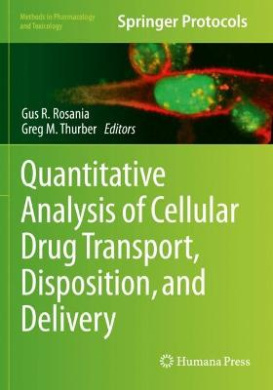 Methods in Pharmacology
and Toxicology
Springer Protocols
Gus R. Rosania
Greg M. Thurber Editors
Quantitative
Analysis of Cellular
Drug Transport,
Disposition, and
Delivery
Humana Press